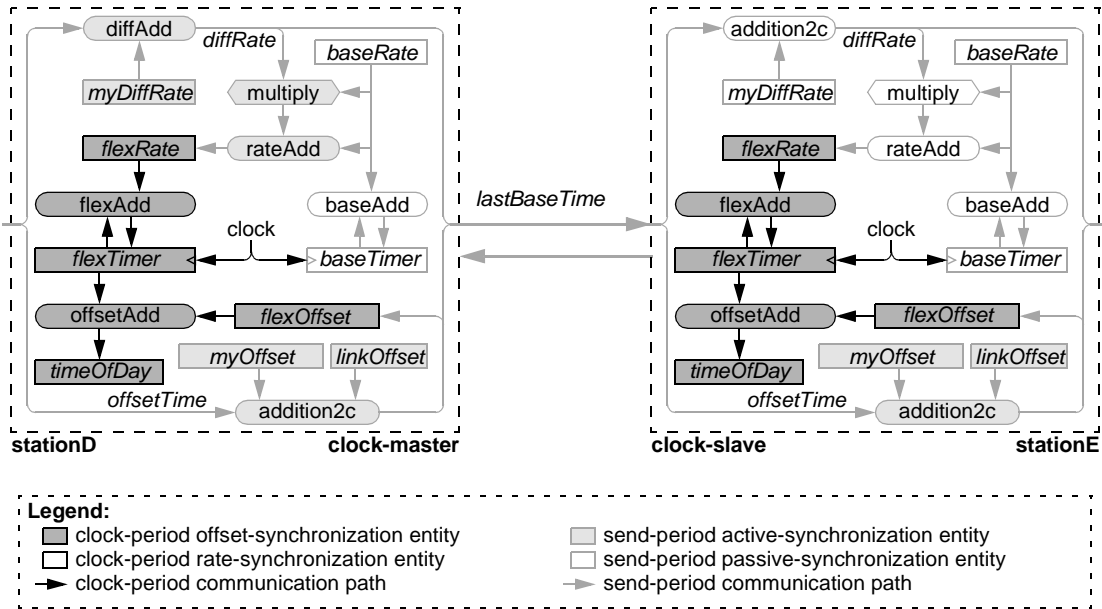 diffAdd
diffRate
baseRate
myDiffRate
multiply
flexRate
rateAdd
flexAdd
baseAdd
clock
flexTimer
baseTimer
offsetAdd
flexOffset
myOffset
linkOffset
timeOfDay
offsetTime
addition2c
stationD
clock-master
lastBaseTime
addition2c
diffRate
baseRate
myDiffRate
multiply
flexRate
rateAdd
flexAdd
baseAdd
clock
flexTimer
baseTimer
offsetAdd
flexOffset
myOffset
linkOffset
timeOfDay
offsetTime
addition2c
clock-slave
stationE
Legend:
clock-period offset-synchronization entity
clock-period rate-synchronization entity
clock-period communication path
send-period active-synchronization entity
send-period passive-synchronization entity
send-period communication path